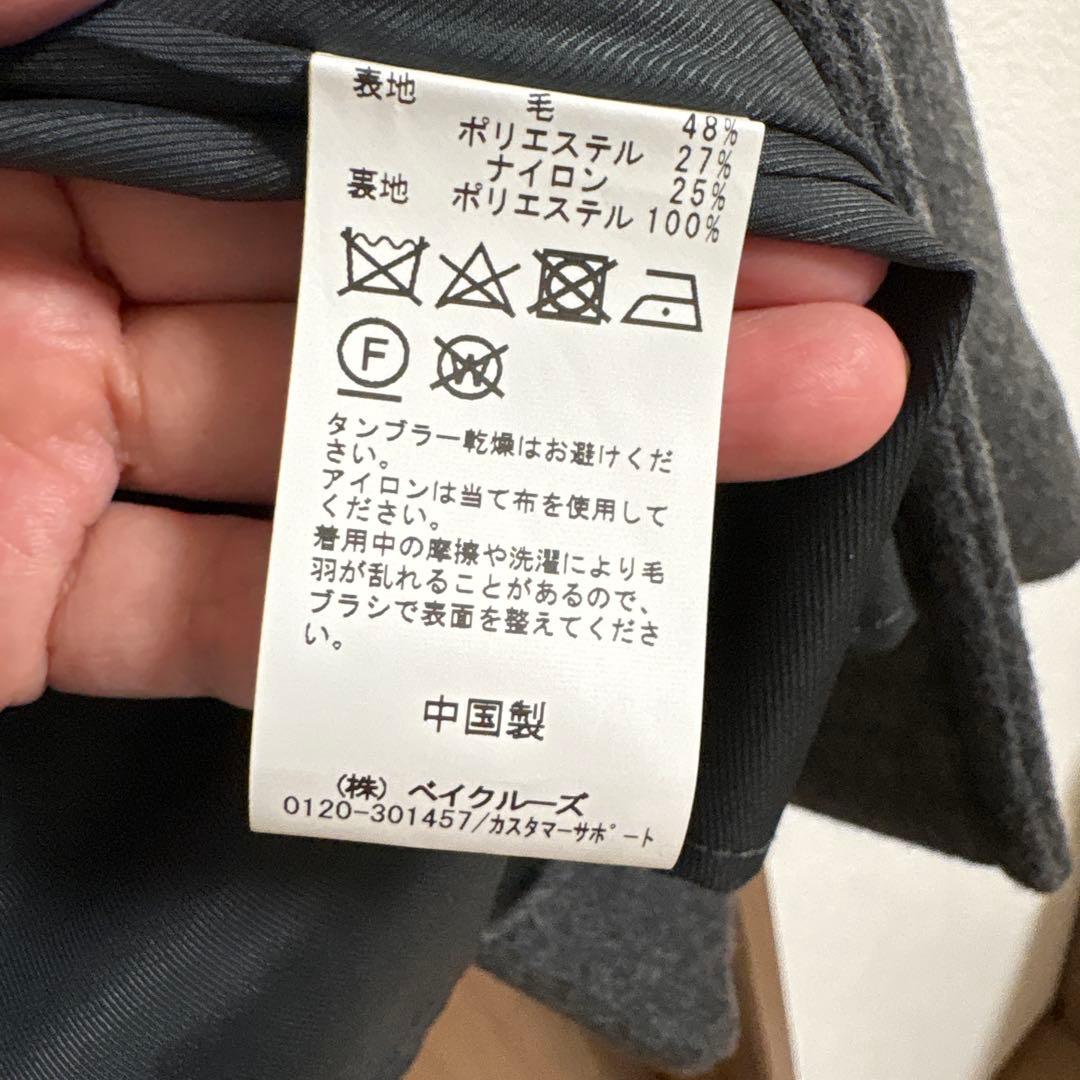 表地 毛 48%
ポリエステル 27%
ナイロン 25%
裏地 ポリエステル 100%
F W
タンブラー乾燥はお避けくだ
さい。
アイロンは当て布を使用して
ください。
着用中の摩擦や洗濯により毛
羽が乱れることがあるので、
ブラシで表面を整えてくださ
い。
中国製
(株) ベイクルーズ
0120-301457/カスタマーサポート